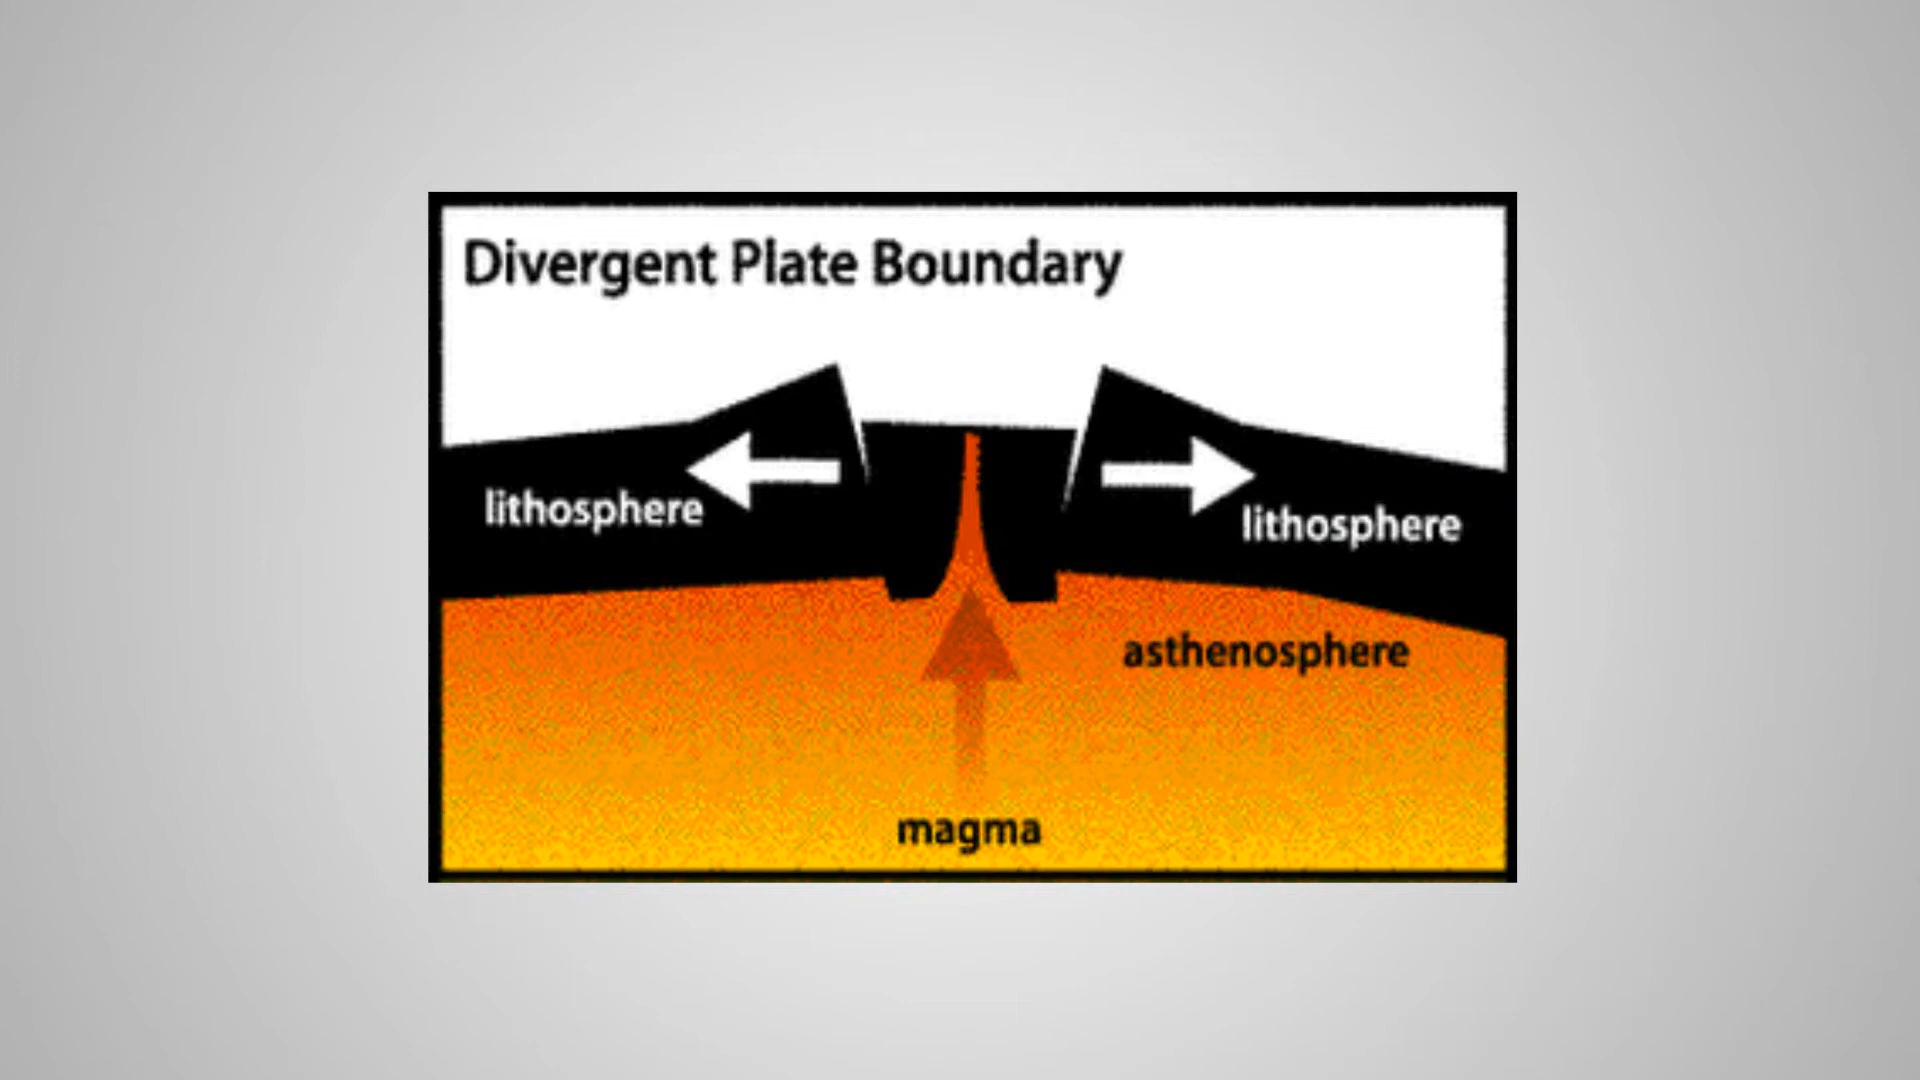 Divergent Plate Boundary
lithosphere
lithosphere
asthenosphere
magma